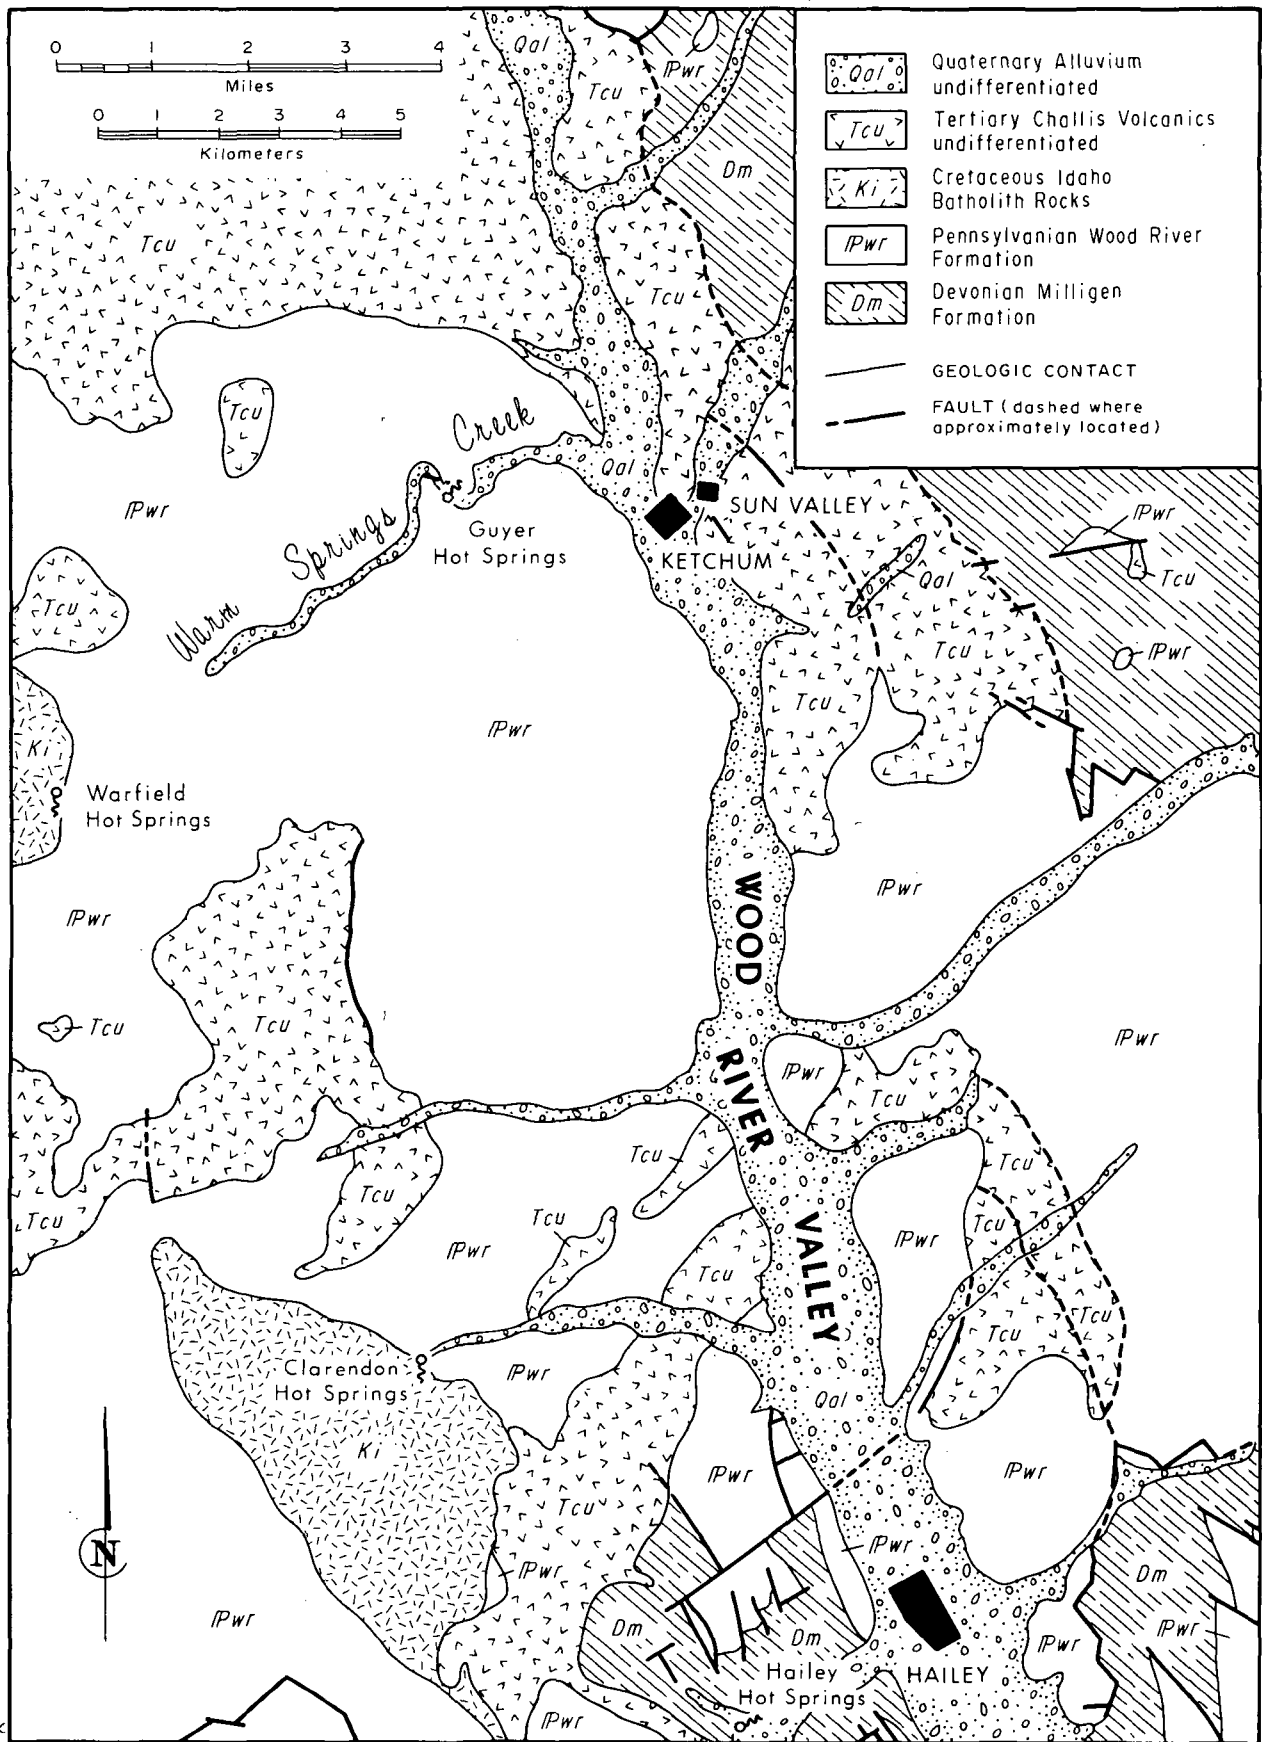 0 1 2 3 4
Miles
0 1 2 3 4 5
Kilometers
Qal
Quaternary Alluvium
undifferentiated
Tcu
Tertiary Challis Volcanics
undifferentiated
Ki
Cretaceous Idaho
Batholith Rocks
ℙwr
Pennsylvanian Wood River
Formation
Dm
Devonian Milligen
Formation
GEOLOGIC CONTACT
FAULT (dashed where
approximately located)
Qal
ℙwr
Tcu
Dm
Tcu
Tcu
Tcu
Warm Springs Creek
Qal
ℙwr
SUN VALLEY
Guyer
Hot Springs
KETCHUM
ℙwr
Qal
Tcu
Tcu
Tcu
ℙwr
Tcu
ℙwr
Ki
Warfield
Hot Springs
ℙwr
ℙwr
WOOD
RIVER
VALLEY
Tcu
Tcu
ℙwr
ℙwr
Tcu
Tcu
Tcu
Tcu
Tcu
Tcu
Tcu
ℙwr
ℙwr
Tcu
Tcu
Tcu
Clarendon
Hot Springs
ℙwr
Qal
Ki
ℙwr
ℙwr
Tcu
ℙwr
ℙwr
Dm
N
ℙwr
Dm
Dm
ℙwr
ℙwr
Hailey
Hot Springs
HAILEY
ℙwr